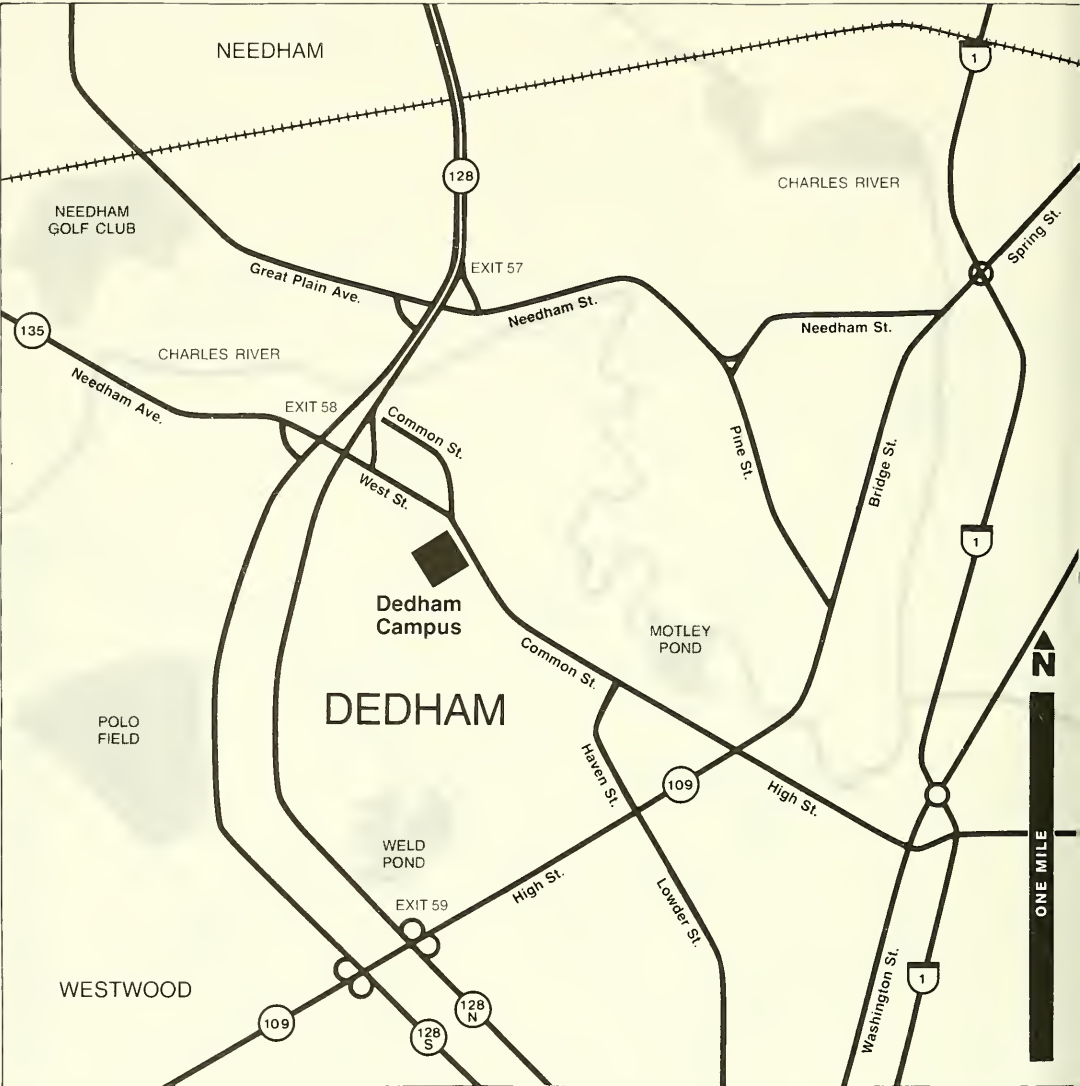 NEEDHAM
1
128
CHARLES RIVER
NEEDHAM
GOLF CLUB
Spring St.
EXIT 57
Great Plain Ave.
Needham St.
Needham St.
135
CHARLES RIVER
Needham Ave.
EXIT 58
Common St.
Pine St.
Bridge St.
West St.
1
Dedham
Campus
MOTLEY
POND
N
Common St.
DEDHAM
POLO
FIELD
Haven St.
109
High St.
WELD
POND
ONE MILE
High St.
EXIT 59
Lowder St.
WESTWOOD
Washington St.
1
109
128
S
128
N